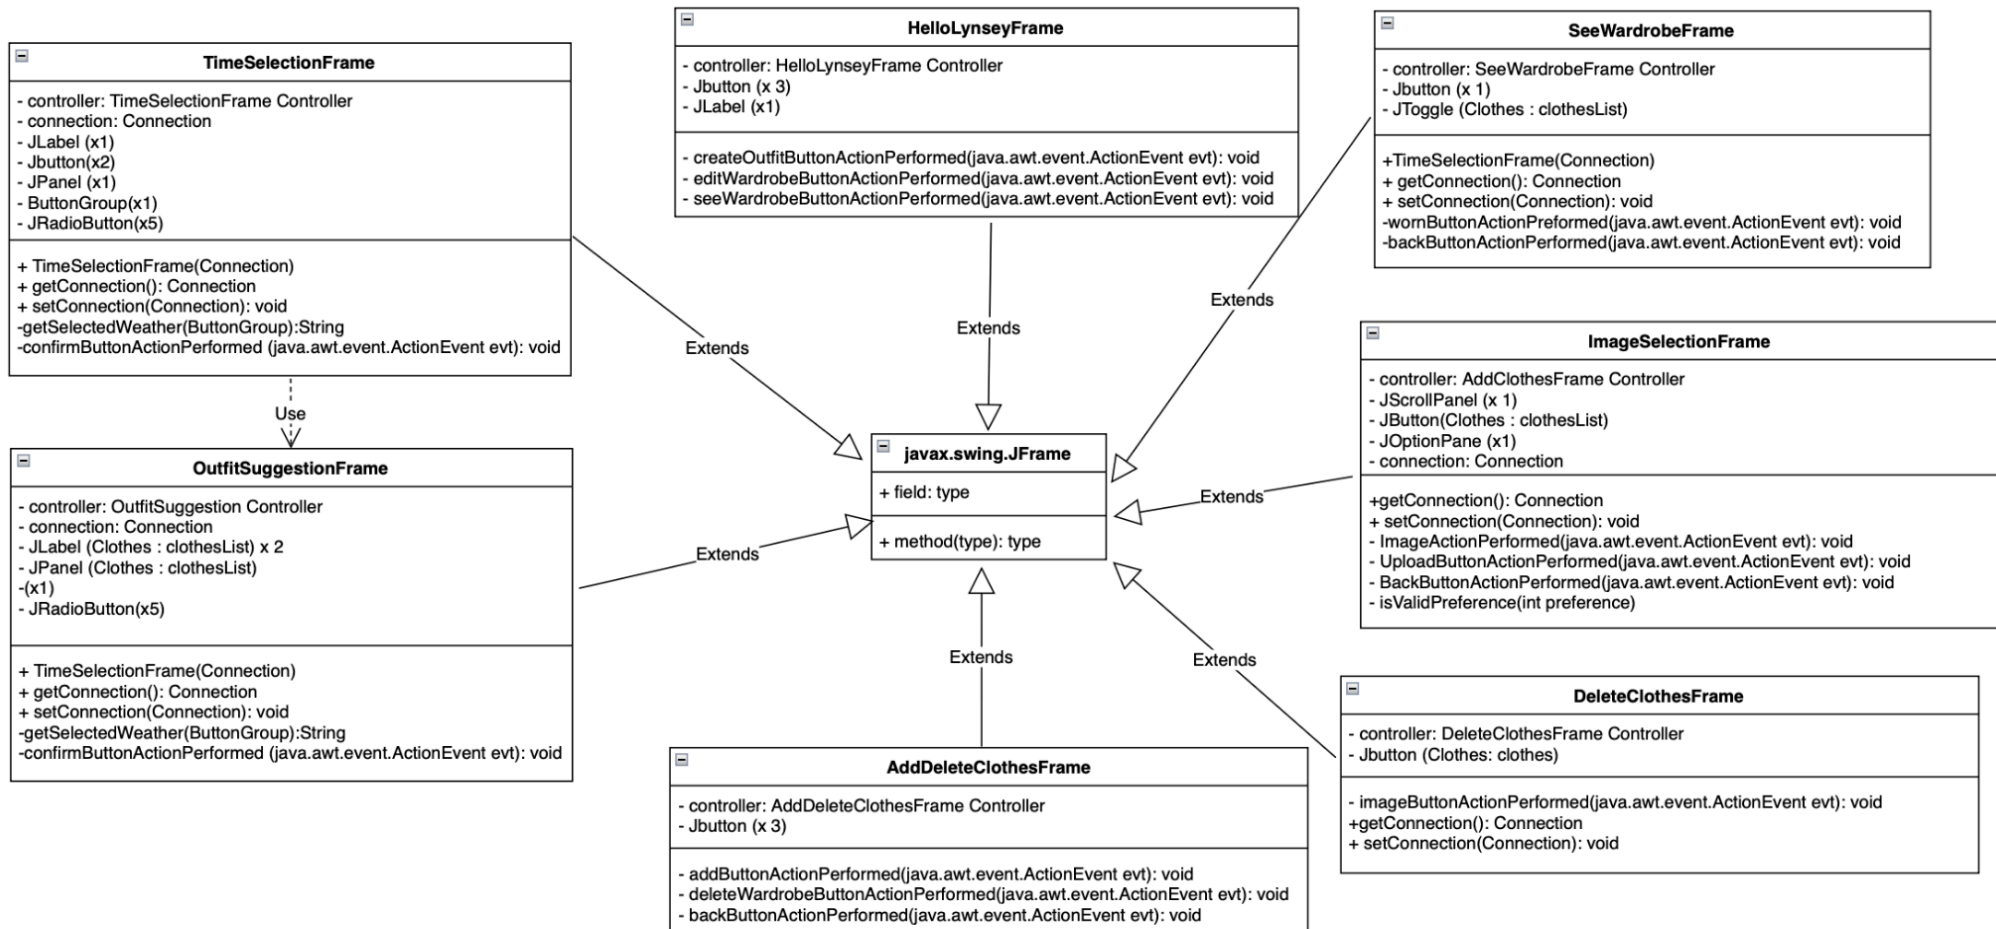 TimeSelectionFrame
- controller: TimeSelectionFrame Controller
- connection: Connection
- JLabel (x1)
- Jbutton(x2)
- JPanel (x1)
- ButtonGroup(x1)
- JRadioButton(x5)
+ TimeSelectionFrame(Connection)
+ getConnection(): Connection
+ setConnection(Connection): void
-getSelectedWeather(ButtonGroup):String
-confirmButtonActionPerformed (java.awt.event.ActionEvent evt): void
Use
OutfitSuggestionFrame
- controller: OutfitSuggestion Controller
- connection: Connection
- JLabel (Clothes : clothesList) x 2
- JPanel (Clothes : clothesList)
-(x1)
- JRadioButton(x5)
+ TimeSelectionFrame(Connection)
+ getConnection(): Connection
+ setConnection(Connection): void
-getSelectedWeather(ButtonGroup):String
-confirmButtonActionPerformed (java.awt.event.ActionEvent evt): void
HelloLynseyFrame
- controller: HelloLynseyFrame Controller
- Jbutton (x 3)
- JLabel (x1)
- createOutfitButtonActionPerformed(java.awt.event.ActionEvent evt): void
- editWardrobeButtonActionPerformed(java.awt.event.ActionEvent evt): void
- seeWardrobeButtonActionPerformed(java.awt.event.ActionEvent evt): void
Extends
Extends
Extends
Extends
Extends
Extends
Extends
javax.swing.JFrame
+ field: type
+ method(type): type
AddDeleteClothesFrame
- controller: AddDeleteClothesFrame Controller
- Jbutton (x 3)
- addButtonActionPerformed(java.awt.event.ActionEvent evt): void
- deleteWardrobeButtonActionPerformed(java.awt.event.ActionEvent evt): void
- backButtonActionPerformed(java.awt.event.ActionEvent evt): void
SeeWardrobeFrame
- controller: SeeWardrobeFrame Controller
- Jbutton (x 1)
- JToggle (Clothes : clothesList)
+TimeSelectionFrame(Connection)
+ getConnection(): Connection
+ setConnection(Connection): void
-wornButtonActionPreformed(java.awt.event.ActionEvent evt): void
-backButtonActionPerformed(java.awt.event.ActionEvent evt): void
ImageSelectionFrame
- controller: AddClothesFrame Controller
- JScrollPanel (x 1)
- JButton(Clothes : clothesList)
- JOptionPane (x1)
- connection: Connection
+getConnection(): Connection
+ setConnection(Connection): void
- ImageActionPerformed(java.awt.event.ActionEvent evt): void
- UploadButtonActionPerformed(java.awt.event.ActionEvent evt): void
- BackButtonActionPerformed(java.awt.event.ActionEvent evt): void
- isValidPreference(int preference)
DeleteClothesFrame
- controller: DeleteClothesFrame Controller
- Jbutton (Clothes: clothes)
- imageButtonActionPerformed(java.awt.event.ActionEvent evt): void
+getConnection(): Connection
+ setConnection(Connection): void